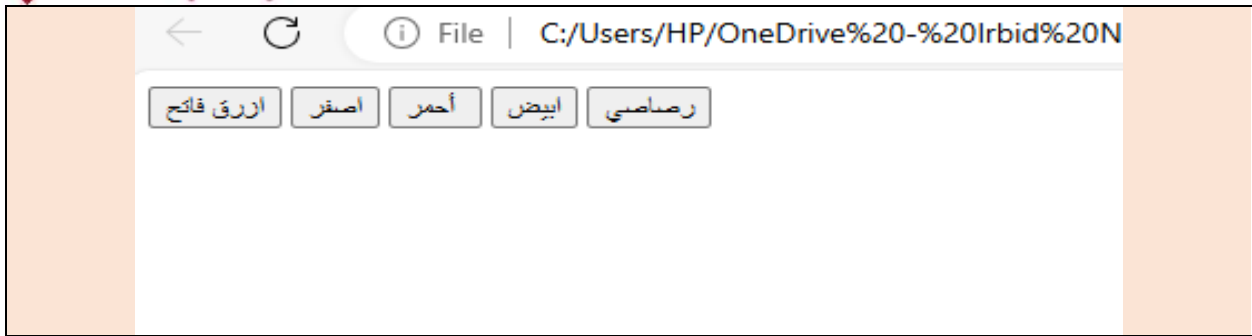 File | C:/Users/HP/OneDrive%20-%20Irbid%20N
ازرق فاتح اصفر أحمر ابيض رصاصي